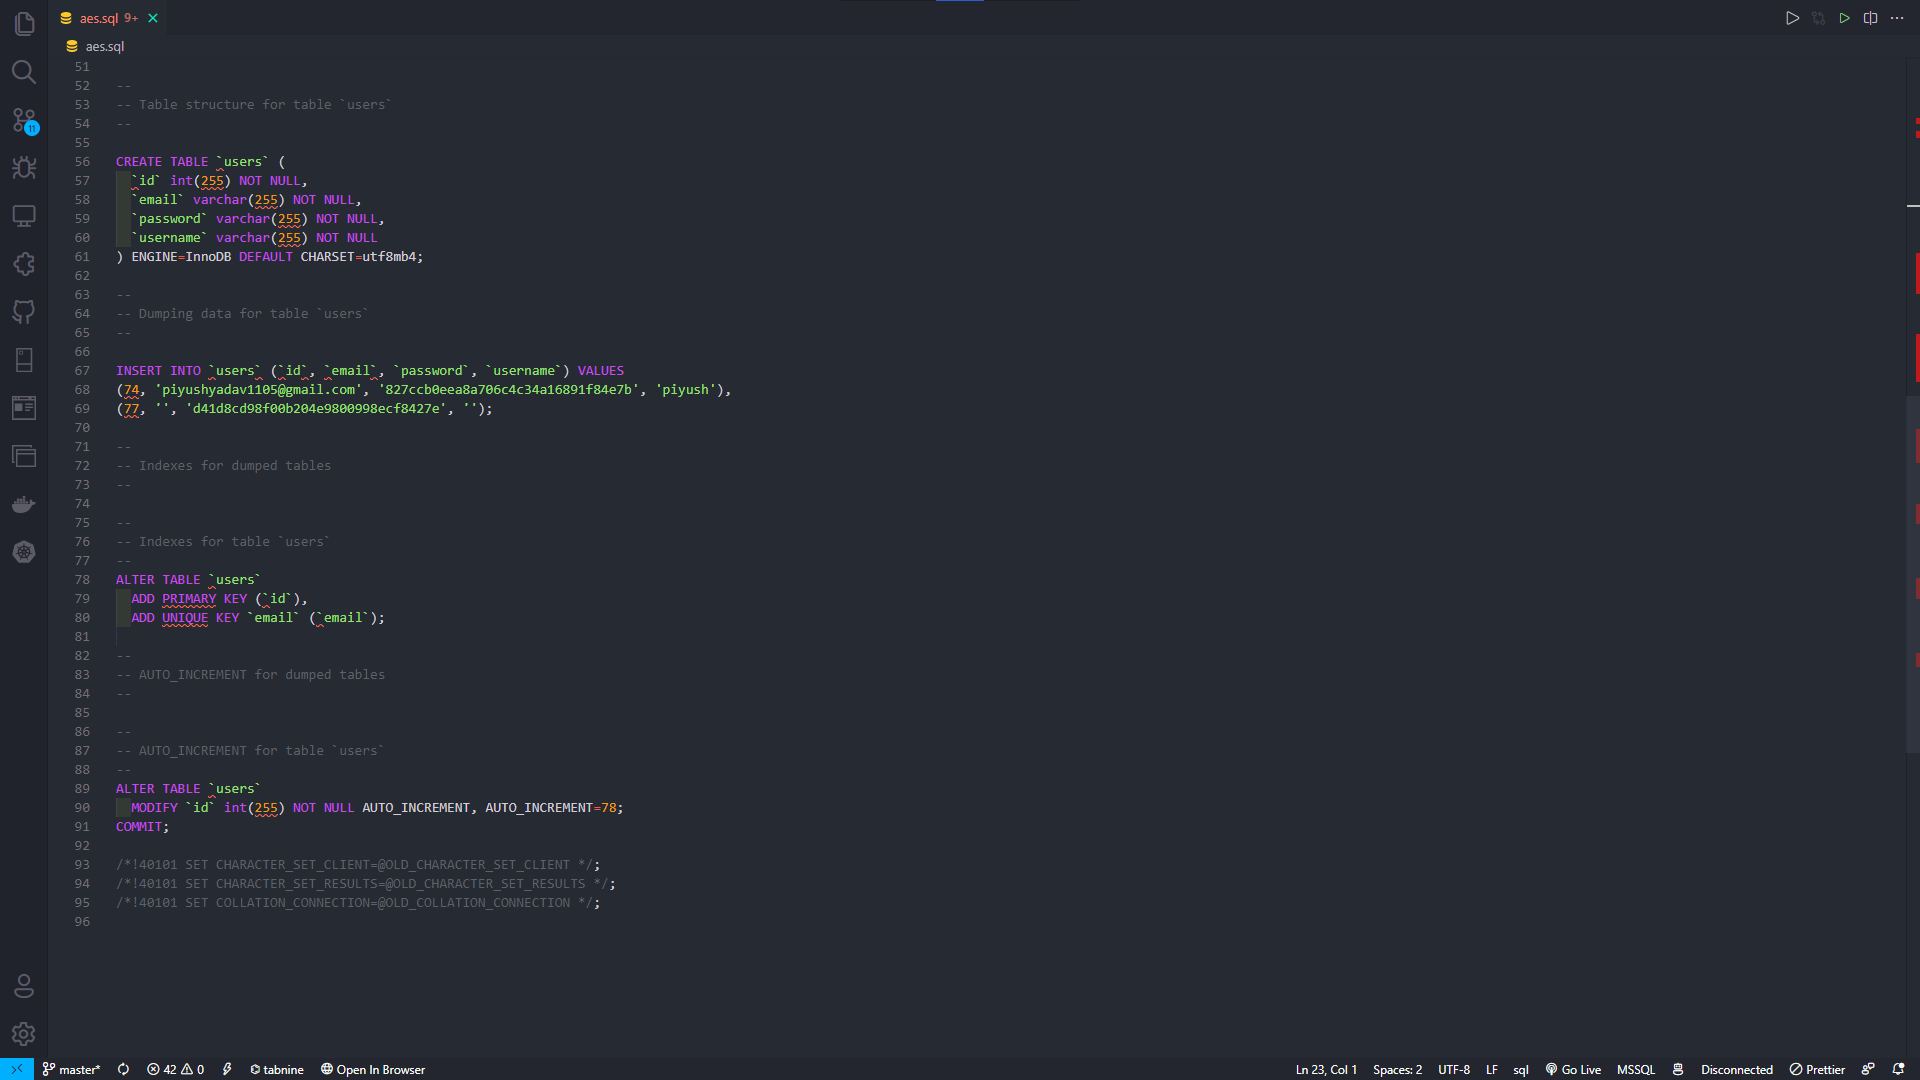 aes.sql 9+
aes.sql
51
52 --
53 -- Table structure for table `users`
54 --
55
56 CREATE TABLE `users` (
57 `id` int(255) NOT NULL,
58 `email` varchar(255) NOT NULL,
59 `password` varchar(255) NOT NULL,
60 `username` varchar(255) NOT NULL
61 ) ENGINE=InnoDB DEFAULT CHARSET=utf8mb4;
62
63 --
64 -- Dumping data for table `users`
65 --
66
67 INSERT INTO `users` (`id`, `email`, `password`, `username`) VALUES
68 (74, 'piyushyadav1105@gmail.com', '827ccb0eea8a706c4c34a16891f84e7b', 'piyush'),
69 (77, '', 'd41d8cd98f00b204e9800998ecf8427e', '');
70
71 --
72 -- Indexes for dumped tables
73 --
74
75 --
76 -- Indexes for table `users`
77 --
78 ALTER TABLE `users`
79 ADD PRIMARY KEY (`id`),
80 ADD UNIQUE KEY `email` (`email`);
81
82 --
83 -- AUTO_INCREMENT for dumped tables
84 --
85
86 --
87 -- AUTO_INCREMENT for table `users`
88 --
89 ALTER TABLE `users`
90 MODIFY `id` int(255) NOT NULL AUTO_INCREMENT, AUTO_INCREMENT=78;
91 COMMIT;
92
93 /*!40101 SET CHARACTER_SET_CLIENT=@OLD_CHARACTER_SET_CLIENT */;
94 /*!40101 SET CHARACTER_SET_RESULTS=@OLD_CHARACTER_SET_RESULTS */;
95 /*!40101 SET COLLATION_CONNECTION=@OLD_COLLATION_CONNECTION */;
96
11
master* 42 0 tabnine Open In Browser Ln 23, Col 1 Spaces: 2 UTF-8 LF sql Go Live MSSQL Disconnected Prettier